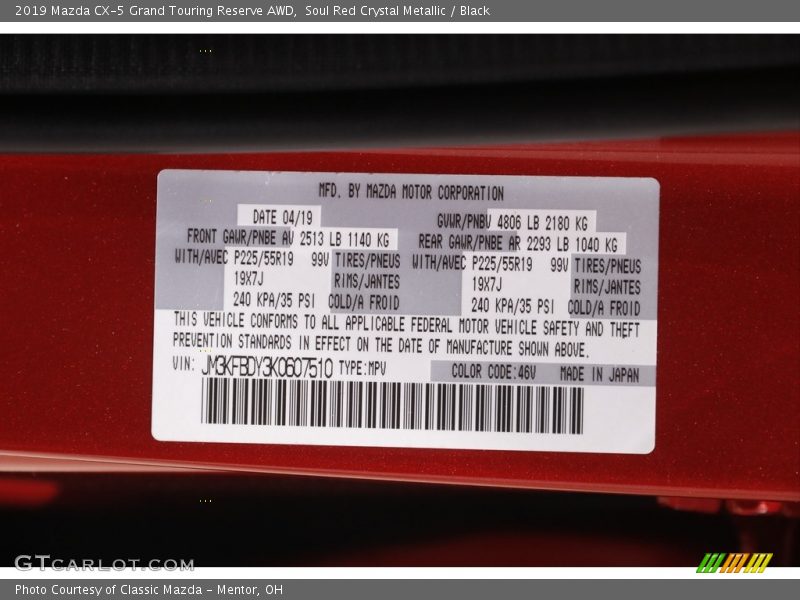 2019 Mazda CX-5 Grand Touring Reserve AWD,  Soul Red Crystal Metallic / Black
MFD. BY MAZDA MOTOR CORPORATION
DATE 04/19 GVWR/PNBV 4806 LB 2180 KG
FRONT GAWR/PNBE AV 2513 LB 1140 KG REAR GAWR/PNBE AR 2293 LB 1040 KG
WITH/AVEC P225/55R19 99V TIRES/PNEUS WITH/AVEC P225/55R19 99V TIRES/PNEUS
19X7J RIMS/JANTES 19X7J RIMS/JANTES
240 KPA/35 PSI COLD/A FROID 240 KPA/35 PSI COLD/A FROID
THIS VEHICLE CONFORMS TO ALL APPLICABLE FEDERAL MOTOR VEHICLE SAFETY AND THEFT
PREVENTION STANDARDS IN EFFECT ON THE DATE OF MANUFACTURE SHOWN ABOVE.
VIN: JM3KFBDY3K0607510 TYPE:MPV COLOR CODE:46V MADE IN JAPAN
GTCARLOT.COM
Photo Courtesy of Classic Mazda - Mentor, OH